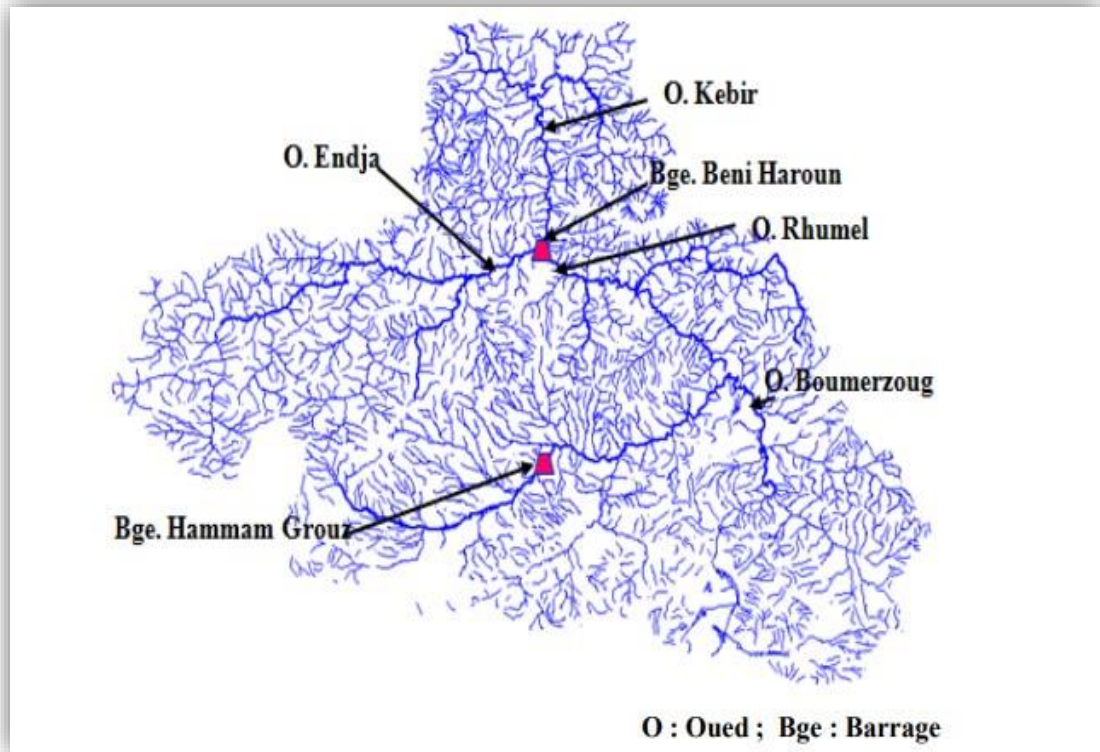 O. Kebir
O. Endja
Bge. Beni Haroun
O. Rhumel
O. Boumerzoug
Bge. Hammam Grouz
O : Oued ; Bge : Barrage